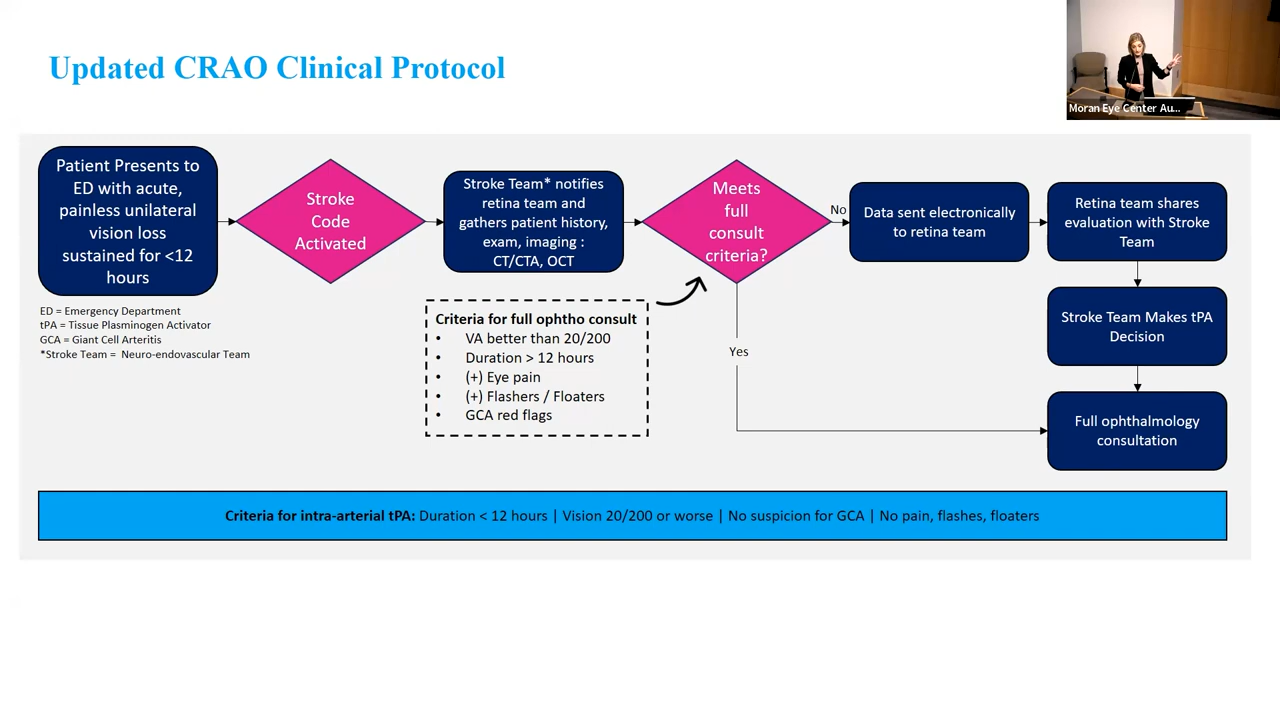 Updated CRAO Clinical Protocol
Moran Eye Center Au...
Patient Presents to
ED with acute,
painless unilateral
vision loss
sustained for <12
hours
Stroke
Code
Activated
Stroke Team* notifies
retina team and
gathers patient history,
exam, imaging :
CT/CTA, OCT
Meets
full
consult
criteria?
No
Data sent electronically
to retina team
Retina team shares
evaluation with Stroke
Team
Stroke Team Makes tPA
Decision
Full ophthalmology
consultation
Yes
ED = Emergency Department
tPA = Tissue Plasminogen Activator
GCA = Giant Cell Arteritis
*Stroke Team = Neuro-endovascular Team
Criteria for full ophtho consult
• VA better than 20/200
• Duration > 12 hours
• (+) Eye pain
• (+) Flashers / Floaters
• GCA red flags
Criteria for intra-arterial tPA: Duration < 12 hours | Vision 20/200 or worse | No suspicion for GCA | No pain, flashes, floaters